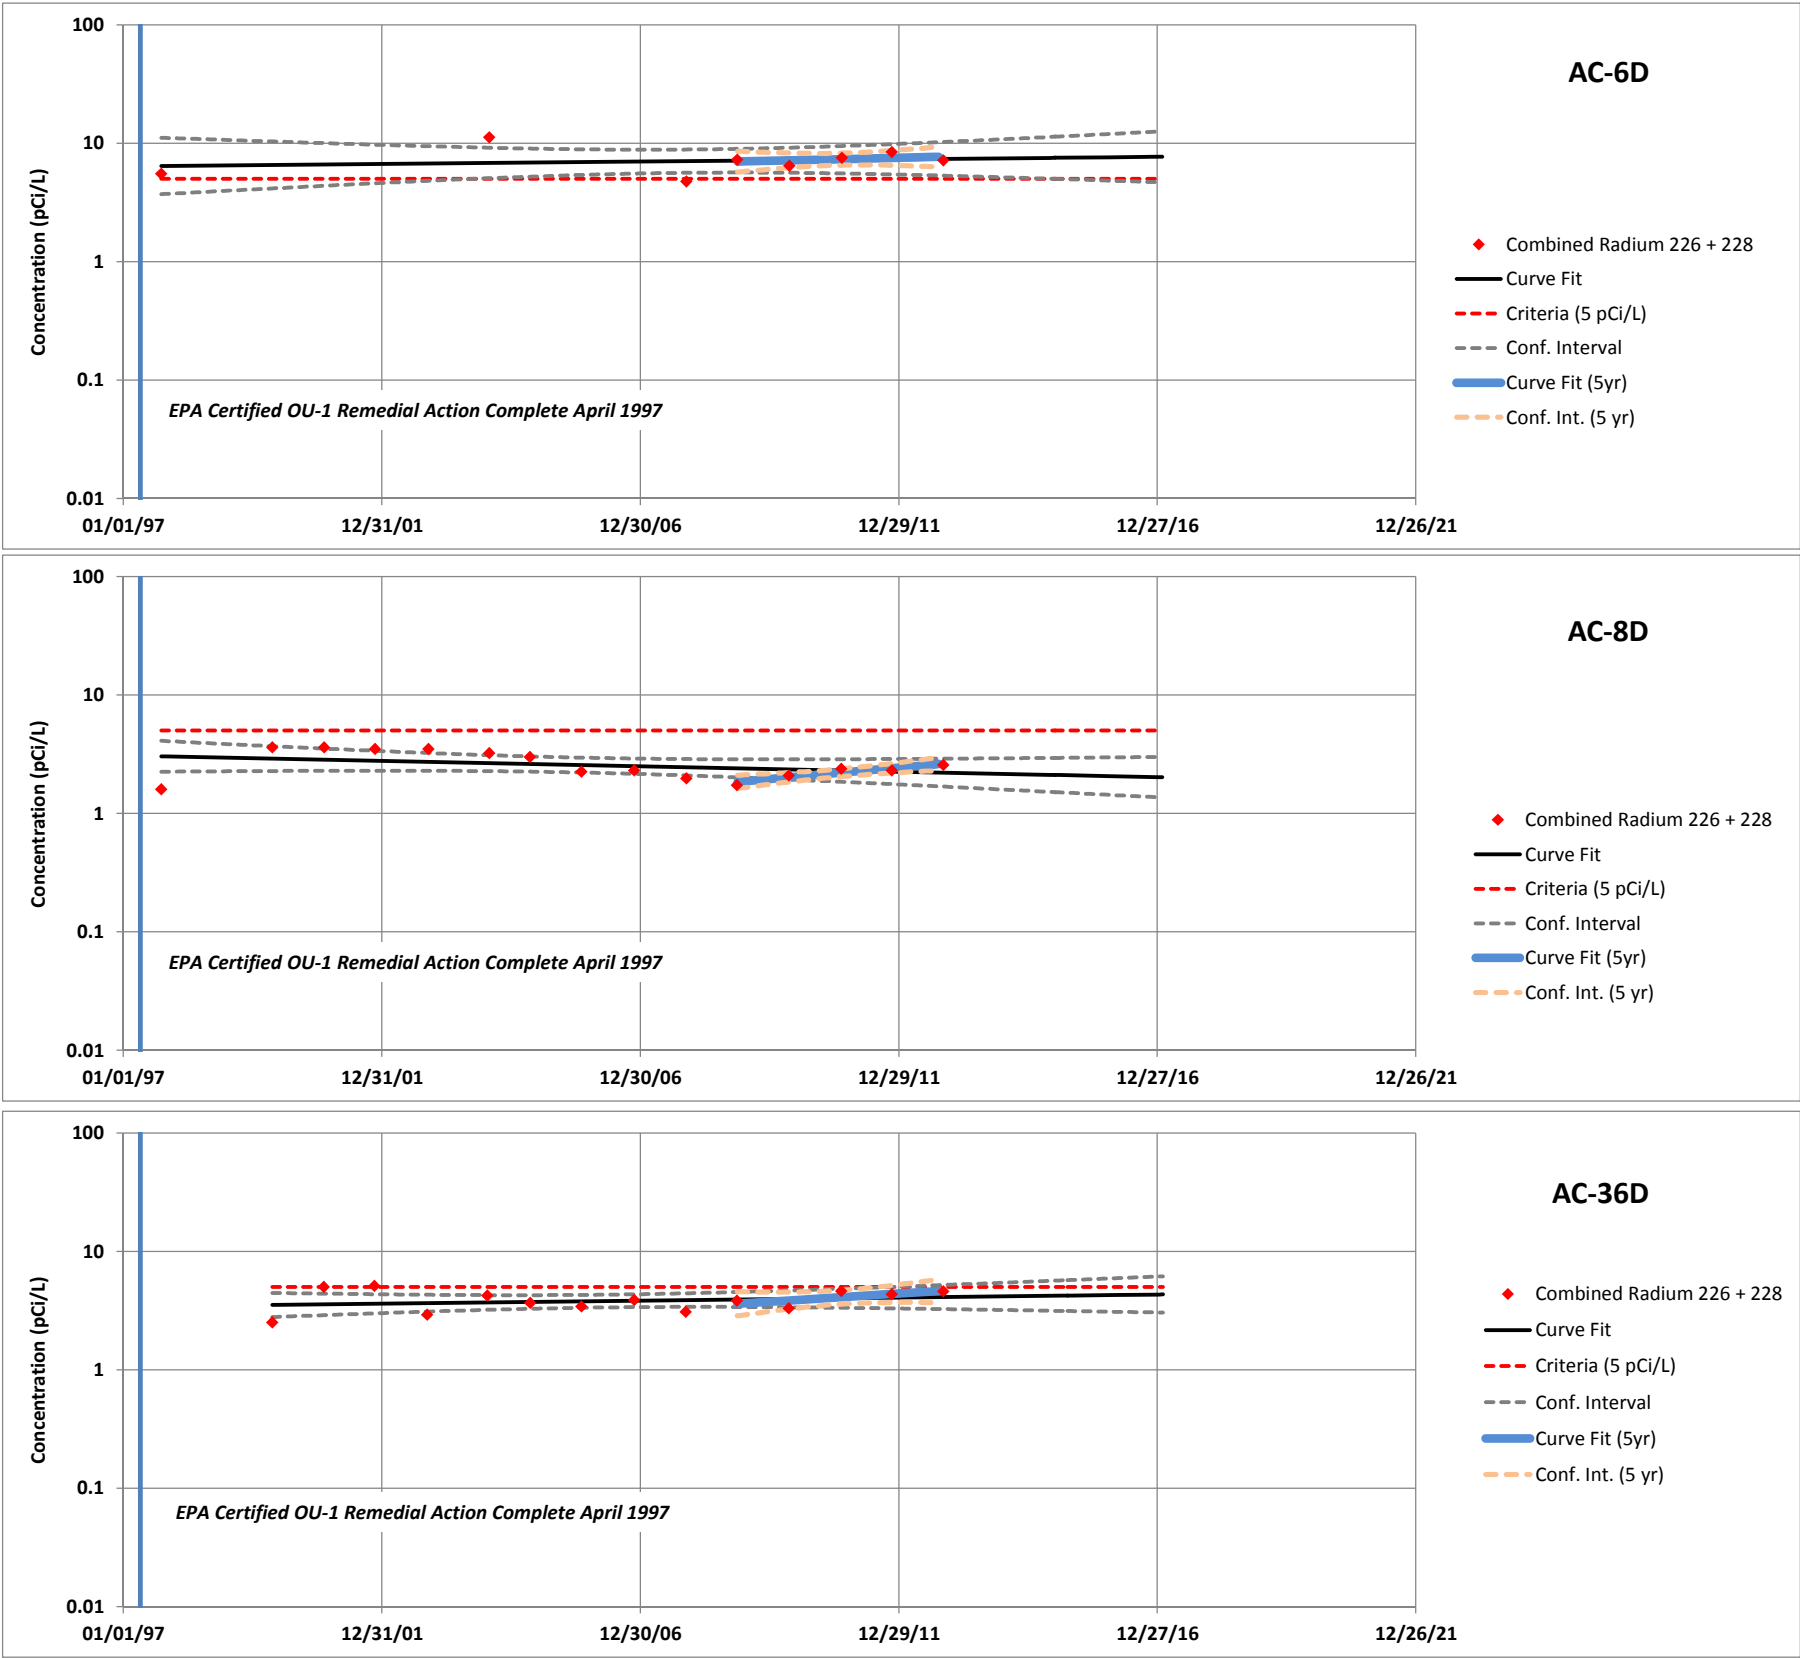 AC-6D
Concentration (pCi/L)
100
10
1
0.1
0.01
01/01/97 12/31/01 12/30/06 12/29/11 12/27/16 12/26/21
EPA Certified OU-1 Remedial Action Complete April 1997
Combined Radium 226 + 228
Curve Fit
Criteria (5 pCi/L)
Conf. Interval
Curve Fit (5yr)
Conf. Int. (5 yr)
AC-8D
Concentration (pCi/L)
100
10
1
0.1
0.01
01/01/97 12/31/01 12/30/06 12/29/11 12/27/16 12/26/21
EPA Certified OU-1 Remedial Action Complete April 1997
Combined Radium 226 + 228
Curve Fit
Criteria (5 pCi/L)
Conf. Interval
Curve Fit (5yr)
Conf. Int. (5 yr)
AC-36D
Concentration (pCi/L)
100
10
1
0.1
0.01
01/01/97 12/31/01 12/30/06 12/29/11 12/27/16 12/26/21
EPA Certified OU-1 Remedial Action Complete April 1997
Combined Radium 226 + 228
Curve Fit
Criteria (5 pCi/L)
Conf. Interval
Curve Fit (5yr)
Conf. Int. (5 yr)